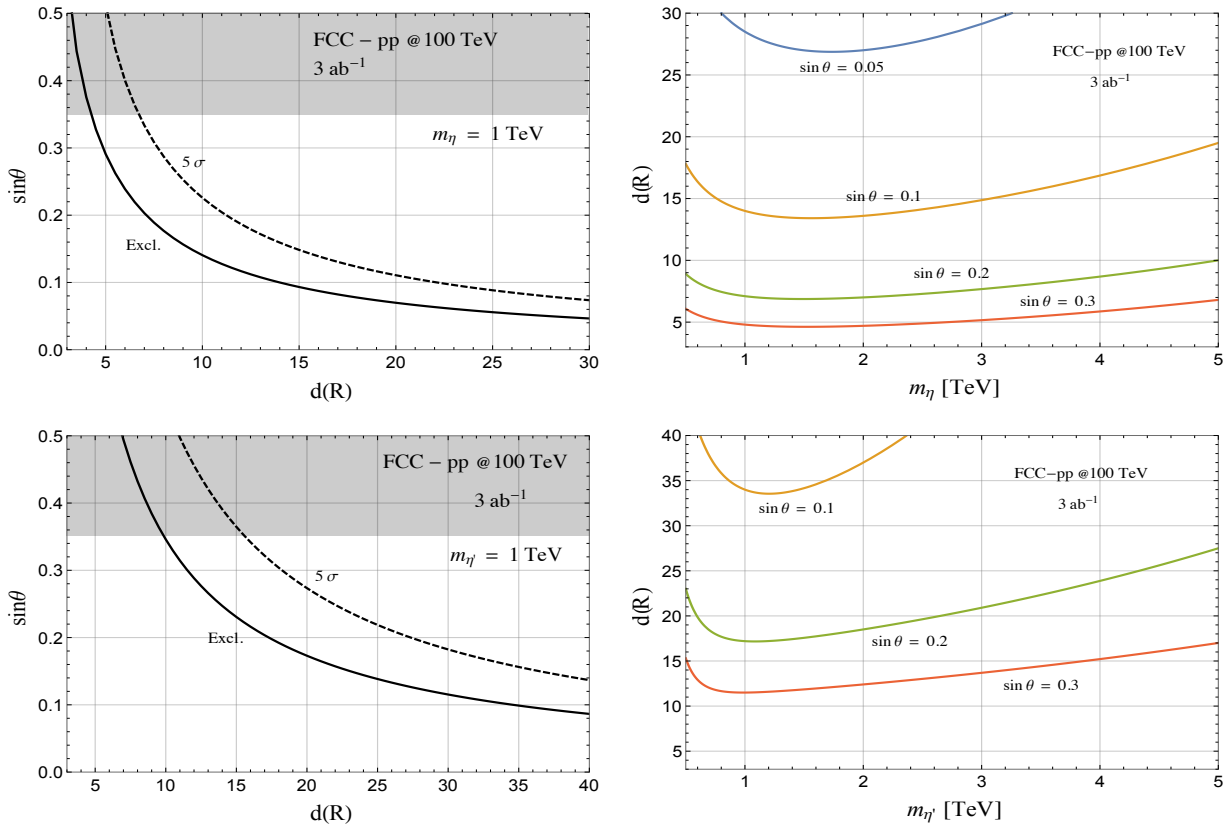 FCC – pp @100 TeV
3 ab⁻¹
m_η = 1 TeV
5 σ
Excl.
0.5
0.4
0.3
0.2
0.1
0.0
5 10 15 20 25 30
sinθ
d(R)
sin θ = 0.05
FCC–pp @100 TeV
3 ab⁻¹
sin θ = 0.1
sin θ = 0.2
sin θ = 0.3
30
25
20
15
10
5
1 2 3 4 5
d(R)
m_η [TeV]
FCC – pp @100 TeV
3 ab⁻¹
m_η' = 1 TeV
5 σ
Excl.
0.5
0.4
0.3
0.2
0.1
0.0
5 10 15 20 25 30 35 40
sinθ
d(R)
FCC–pp @100 TeV
3 ab⁻¹
sin θ = 0.1
sin θ = 0.2
sin θ = 0.3
40
35
30
25
20
15
10
5
1 2 3 4 5
d(R)
m_η' [TeV]